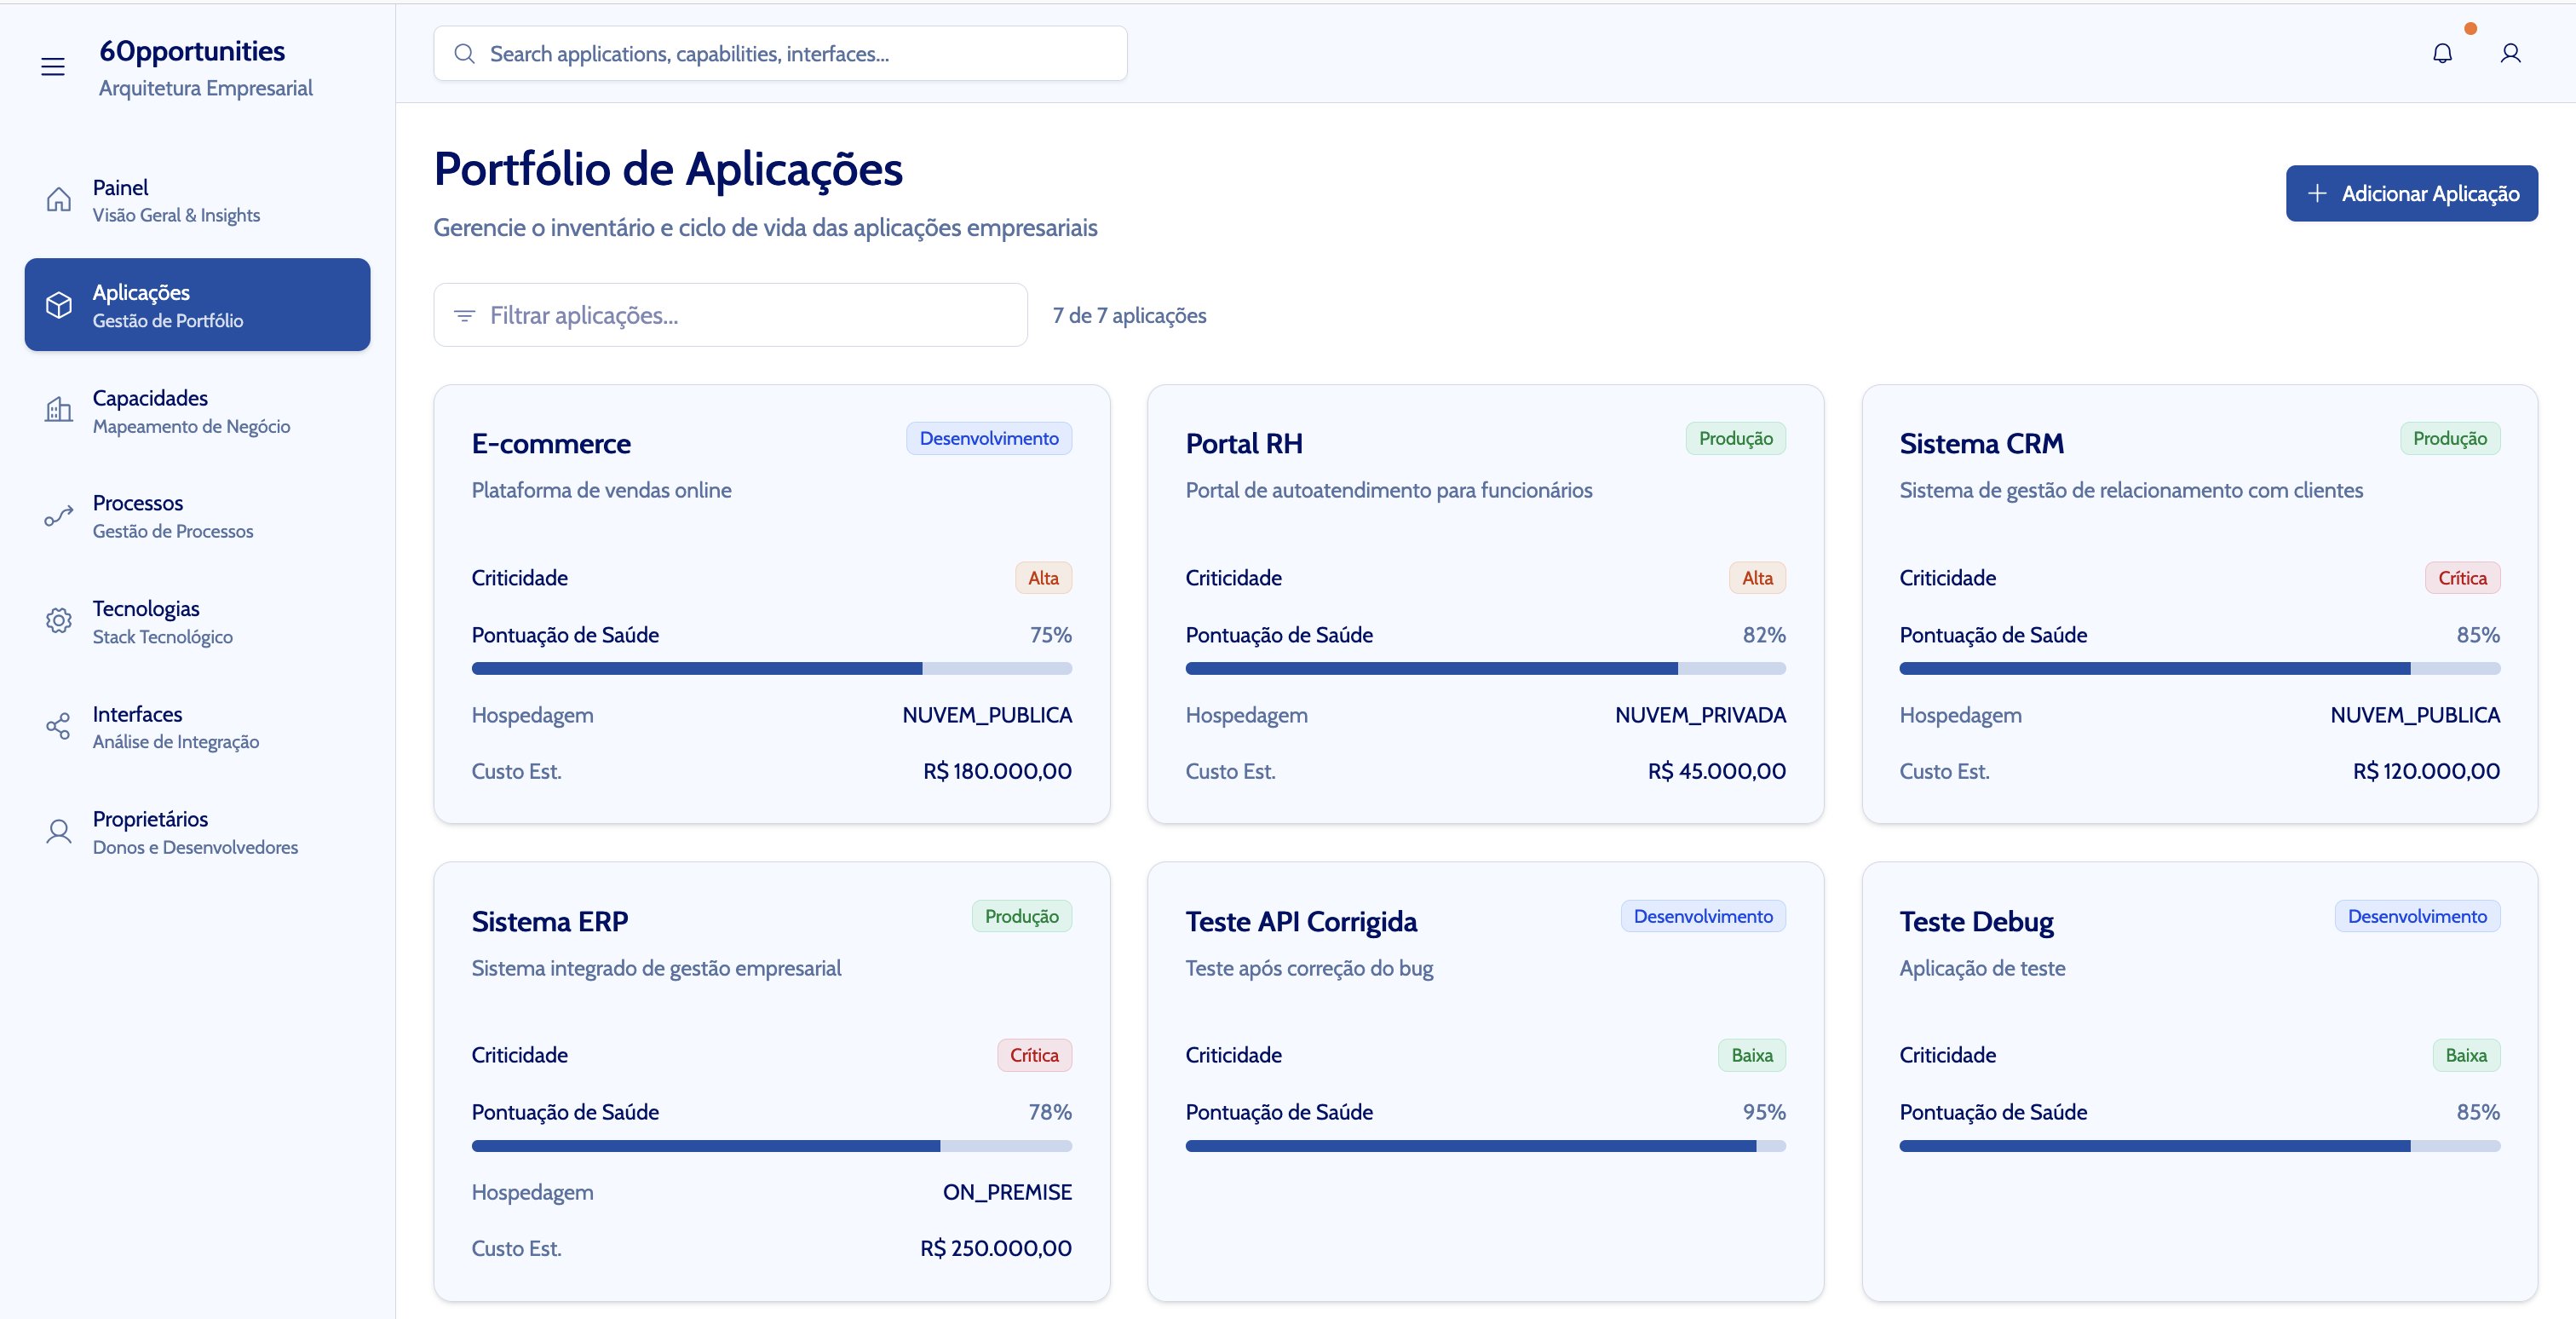 60pportunities
Arquitetura Empresarial
Painel
Visão Geral & Insights
Aplicações
Gestão de Portfólio
Capacidades
Mapeamento de Negócio
Processos
Gestão de Processos
Tecnologias
Stack Tecnológico
Interfaces
Análise de Integração
Proprietários
Donos e Desenvolvedores
Search applications, capabilities, interfaces...
Portfólio de Aplicações
Gerencie o inventário e ciclo de vida das aplicações empresariais
Adicionar Aplicação
Filtrar aplicações...
7 de 7 aplicações
E-commerce
Desenvolvimento
Plataforma de vendas online
Criticidade
Alta
Pontuação de Saúde
75%
Hospedagem
NUVEM_PUBLICA
Custo Est.
R$ 180.000,00
Portal RH
Produção
Portal de autoatendimento para funcionários
Criticidade
Alta
Pontuação de Saúde
82%
Hospedagem
NUVEM_PRIVADA
Custo Est.
R$ 45.000,00
Sistema CRM
Produção
Sistema de gestão de relacionamento com clientes
Criticidade
Crítica
Pontuação de Saúde
85%
Hospedagem
NUVEM_PUBLICA
Custo Est.
R$ 120.000,00
Sistema ERP
Produção
Sistema integrado de gestão empresarial
Criticidade
Crítica
Pontuação de Saúde
78%
Hospedagem
ON_PREMISE
Custo Est.
R$ 250.000,00
Teste API Corrigida
Desenvolvimento
Teste após correção do bug
Criticidade
Baixa
Pontuação de Saúde
95%
Teste Debug
Desenvolvimento
Aplicação de teste
Criticidade
Baixa
Pontuação de Saúde
85%